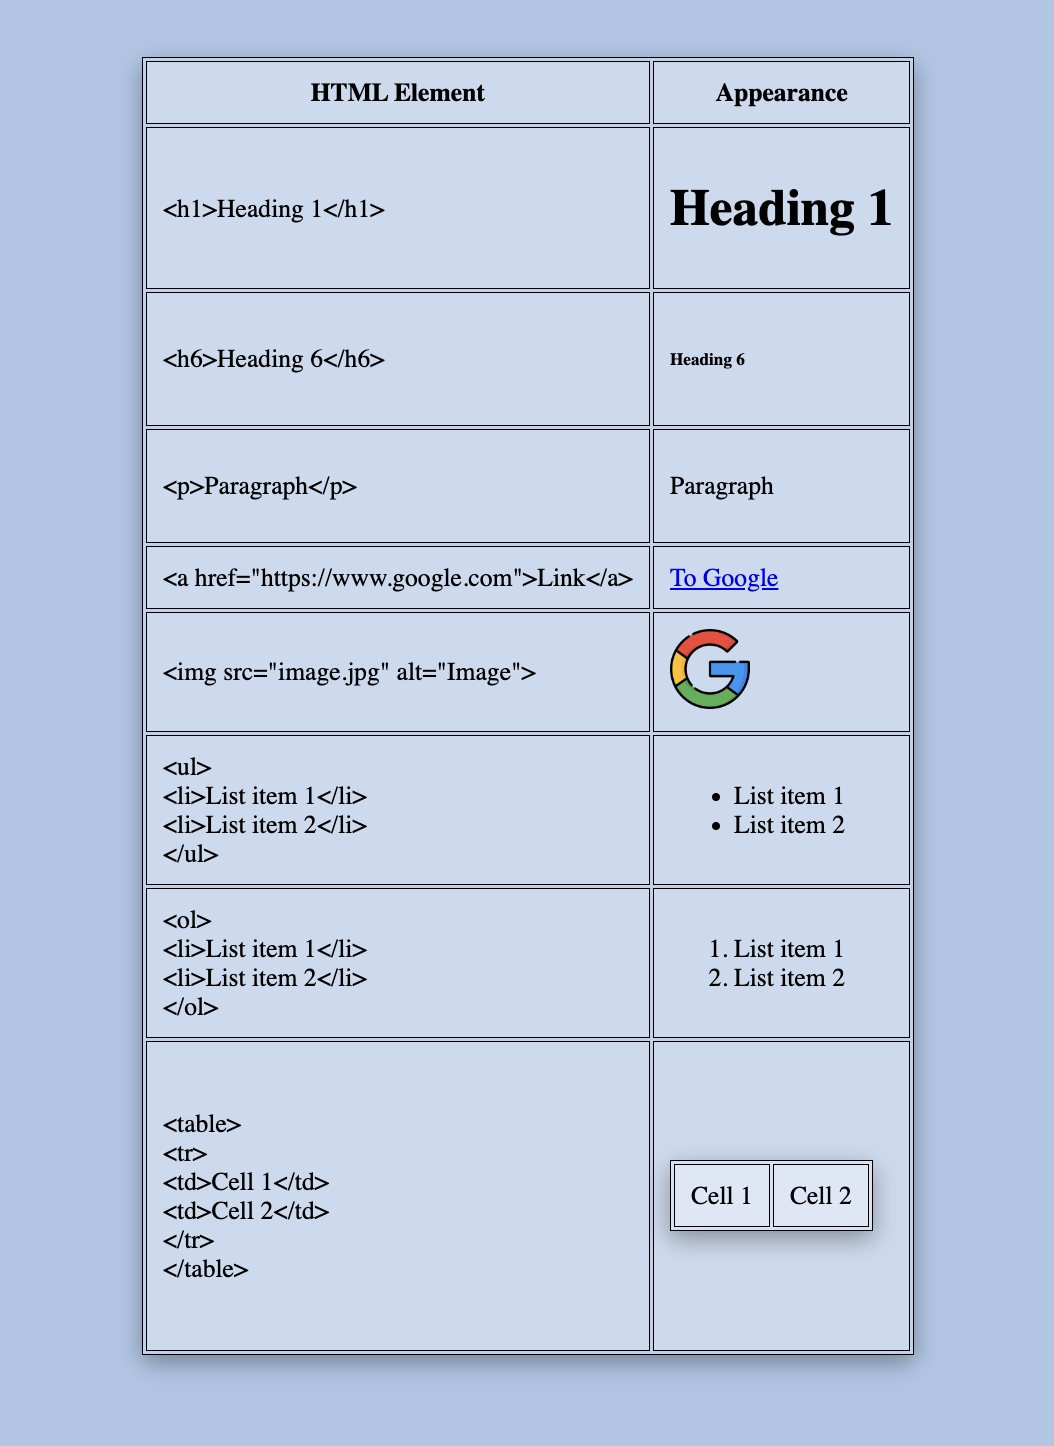 HTML Element
Appearance
<h1>Heading 1</h1>
Heading 1
<h6>Heading 6</h6>
Heading 6
<p>Paragraph</p>
Paragraph
<a href="https://www.google.com">Link</a>
To Google
<img src="image.jpg" alt="Image">
<ul>
<li>List item 1</li>
<li>List item 2</li>
</ul>
• List item 1
• List item 2
<ol>
<li>List item 1</li>
<li>List item 2</li>
</ol>
1. List item 1
2. List item 2
<table>
<tr>
<td>Cell 1</td>
<td>Cell 2</td>
</tr>
</table>
Cell 1
Cell 2